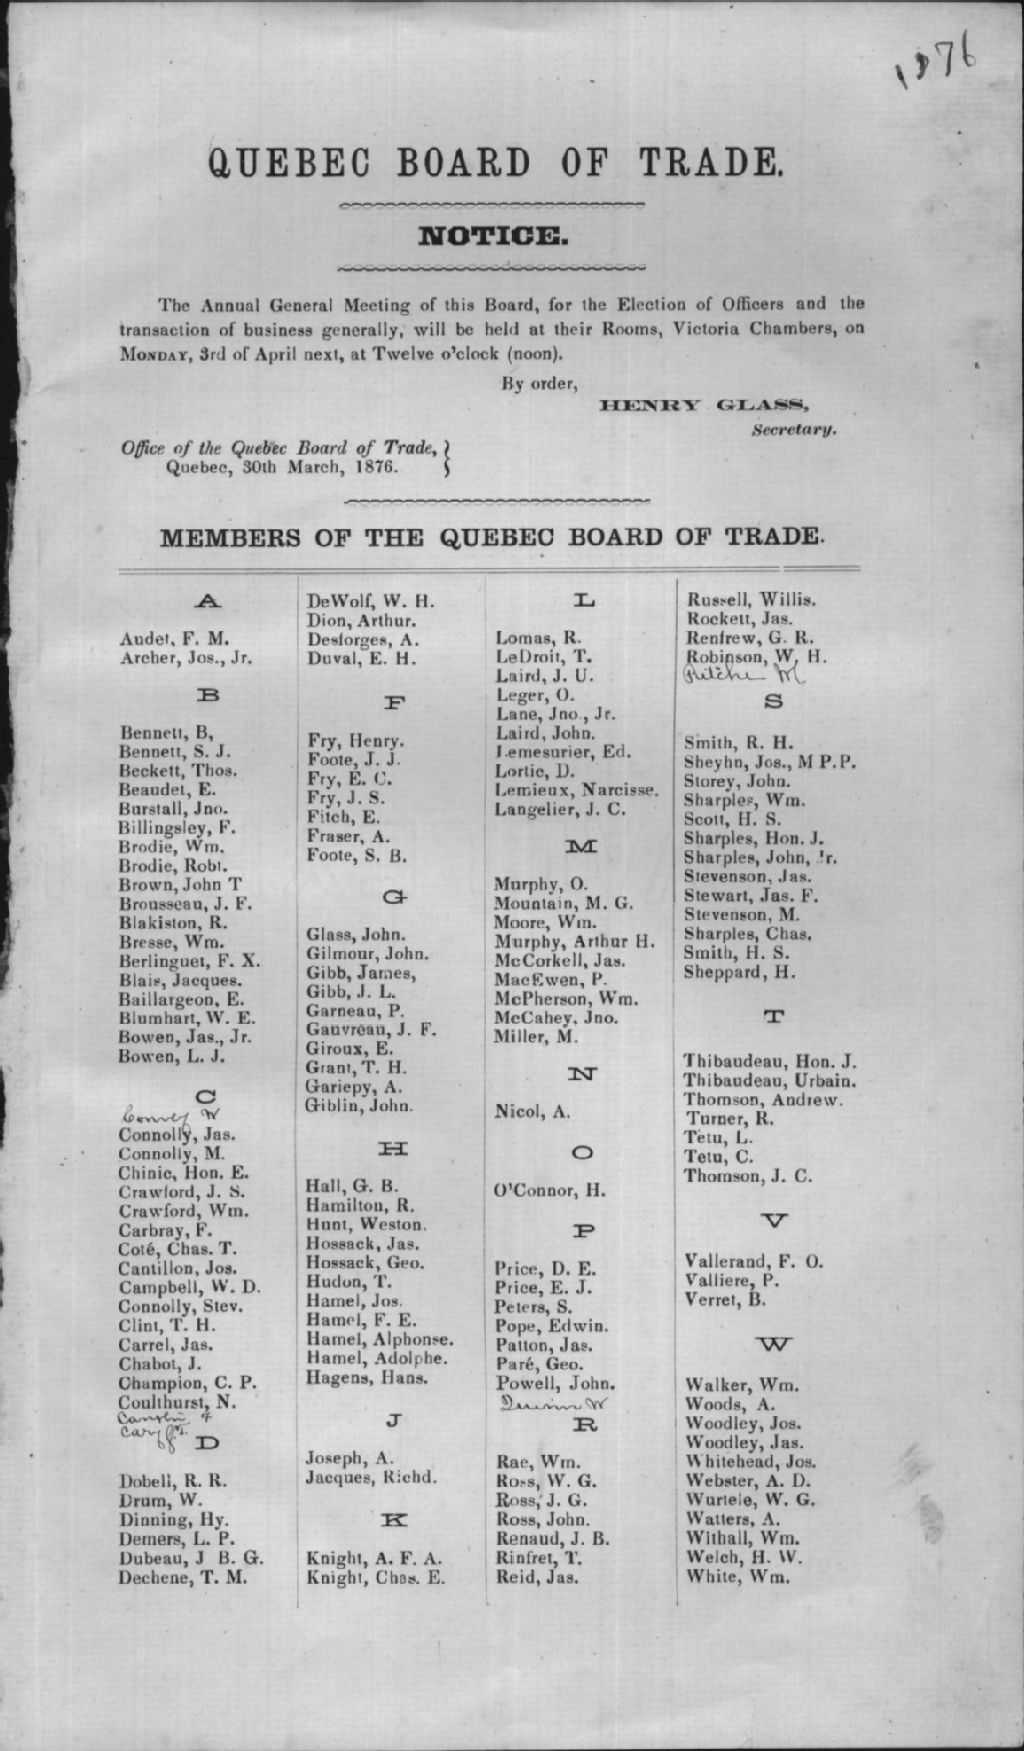 1876
QUEBEC BOARD OF TRADE.
NOTICE.
The Annual General Meeting of this Board, for the Election of Officers and the
transaction of business generally, will be held at their Rooms, Victoria Chambers, on
MONDAY, 3rd of April next, at Twelve o'clock (noon).
By order,
HENRY GLASS,
Secretary.
Office of the Quebec Board of Trade, }
Quebec, 30th March, 1876.
MEMBERS OF THE QUEBEC BOARD OF TRADE.
A
Audet, F. M.
Archer, Jos., Jr.
B
Bennett, B,
Bennett, S. J.
Beckett, Thos.
Beaudet, E.
Burstall, Jno.
Billingsley, F.
Brodie, Wm.
Brodie, Robt.
Brown, John T
Brousseau, J. F.
Blakiston, R.
Bresse, Wm.
Berlinguet, F. X.
Blais, Jacques.
Baillargeon, E.
Blumhart, W. E.
Bowen, Jas., Jr.
Bowen, L. J.
C
W
Connolly, Jas.
Connolly, M.
Chinic, Hon. E.
Crawford, J. S.
Crawford, Wm.
Carbray, F.
Coté, Chas. T.
Cantillon, Jos.
Campbell, W. D.
Connolly, Stev.
Clint, T. H.
Carrel, Jas.
Chabot, J.
Champion, C. P.
Coulthurst, N.
D
Dobell, R. R.
Drum, W.
Dinning, Hy.
Demers, L. P.
Dubeau, J B. G.
Dechene, T. M.
DeWolf, W. H.
Dion, Arthur.
Desforges, A.
Duval, E. H.
F
Fry, Henry.
Foote, J. J.
Fry, E. C.
Fry, J. S.
Fitch, E.
Fraser, A.
Foote, S. B.
G
Glass, John.
Gilmour, John.
Gibb, James,
Gibb, J. L.
Garneau, P.
Gauvreau, J. F.
Giroux, E.
Grant, T. H.
Gariepy, A.
Giblin, John.
H
Hall, G. B.
Hamilton, R.
Hunt, Weston.
Hossack, Jas.
Hossack, Geo.
Hudon, T.
Hamel, Jos.
Hamel, F. E.
Hamel, Alphonse.
Hamel, Adolphe.
Hagens, Hans.
J
Joseph, A.
Jacques, Richd.
K
Knight, A. F. A.
Knight, Chas. E.
L
Lomas, R.
LeDroit, T.
Laird, J. U.
Leger, O.
Lane, Jno., Jr.
Laird, John.
Lemesurier, Ed.
Lortie, D.
Lemieux, Narcisse.
Langelier, J. C.
M
Murphy, O.
Mountain, M. G.
Moore, Wm.
Murphy, Arthur H.
McCorkell, Jas.
MacEwen, P.
McPherson, Wm.
McCahey, Jno.
Miller, M.
N
Nicol, A.
O
O'Connor, H.
P
Price, D. E.
Price, E. J.
Peters, S.
Pope, Edwin.
Patton, Jas.
Paré, Geo.
Powell, John.
W
R
Rae, Wm.
Ross, W. G.
Ross, J. G.
Ross, John.
Renaud, J. B.
Rinfret, T.
Reid, Jas.
Russell, Willis.
Rockett, Jas.
Renfrew, G. R.
Robinson, W. H.
Ritchie M
S
Smith, R. H.
Shehyn, Jos., M P.P.
Storey, John.
Sharples, Wm.
Scott, H. S.
Sharples, Hon. J.
Sharples, John, Jr.
Stevenson, Jas.
Stewart, Jas. F.
Stevenson, M.
Sharples, Chas.
Smith, H. S.
Sheppard, H.
T
Thibaudeau, Hon. J.
Thibaudeau, Urbain.
Thomson, Andrew.
Turner, R.
Tetu, L.
Tetu, C.
Thomson, J. C.
V
Vallerand, F. O.
Valliere, P.
Verret, B.
W
Walker, Wm.
Woods, A.
Woodley, Jos.
Woodley, Jas.
Whitehead, Jos.
Webster, A. D.
Wurtele, W. G.
Watters, A.
Withall, Wm.
Welch, H. W.
White, Wm.